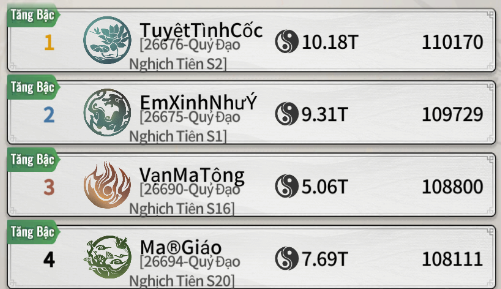 Tăng Bậc
1 TuyệtTìnhCốc 10.18T 110170
[26676-Quỷ Đạo
Nghịch Tiên S2]
Tăng Bậc
2 EmXinhNhưÝ 9.31T 109729
[26675-Quỷ Đạo
Nghịch Tiên S1]
Tăng Bậc
3 VanMaTông 5.06T 108800
[26690-Quỷ Đạo
Nghịch Tiên S16]
Tăng Bậc
4 Ma®Giáo 7.69T 108111
[26694-Quỷ Đạo
Nghịch Tiên S20]